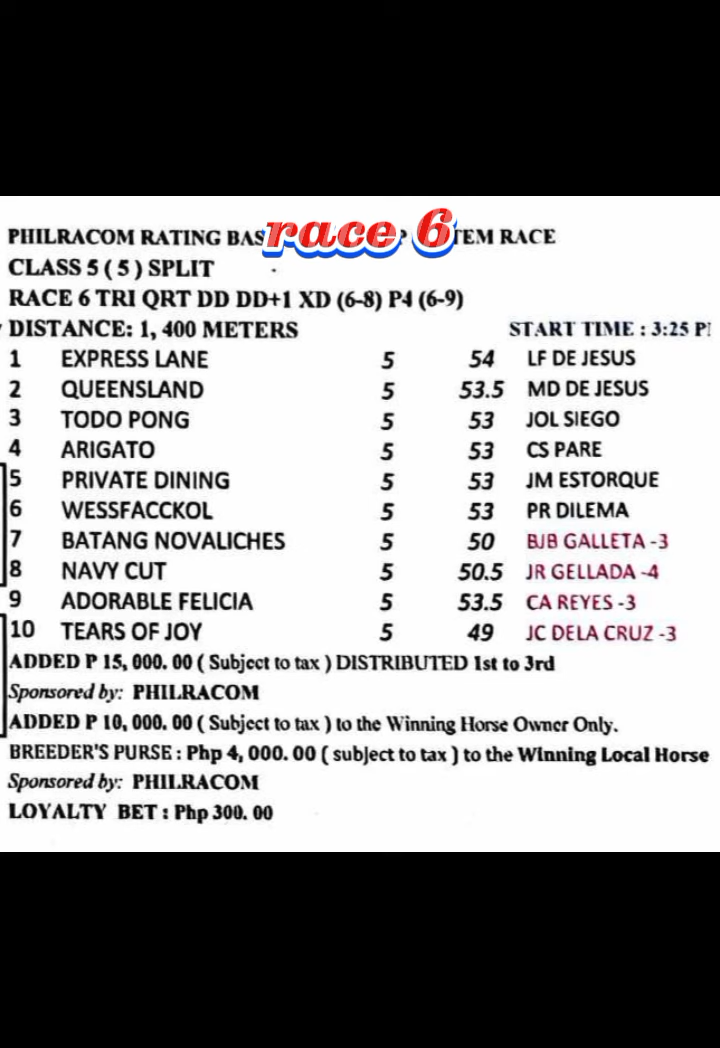 race 6
PHILRACOM RATING BAS P TEM RACE
CLASS 5 ( 5 ) SPLIT
RACE 6 TRI QRT DD DD+1 XD (6-8) P4 (6-9)
DISTANCE: 1, 400 METERS START TIME : 3:25 P
1 EXPRESS LANE 5 54 LF DE JESUS
2 QUEENSLAND 5 53.5 MD DE JESUS
3 TODO PONG 5 53 JOL SIEGO
4 ARIGATO 5 53 CS PARE
5 PRIVATE DINING 5 53 JM ESTORQUE
6 WESSFACCKOL 5 53 PR DILEMA
7 BATANG NOVALICHES 5 50 BJB GALLETA -3
8 NAVY CUT 5 50.5 JR GELLADA -4
9 ADORABLE FELICIA 5 53.5 CA REYES -3
10 TEARS OF JOY 5 49 JC DELA CRUZ -3
ADDED P 15, 000. 00 ( Subject to tax ) DISTRIBUTED 1st to 3rd
Sponsored by: PHILRACOM
ADDED P 10, 000. 00 ( Subject to tax ) to the Winning Horse Owner Only.
BREEDER'S PURSE : Php 4, 000. 00 ( subject to tax ) to the Winning Local Horse
Sponsored by: PHILRACOM
LOYALTY BET : Php 300. 00